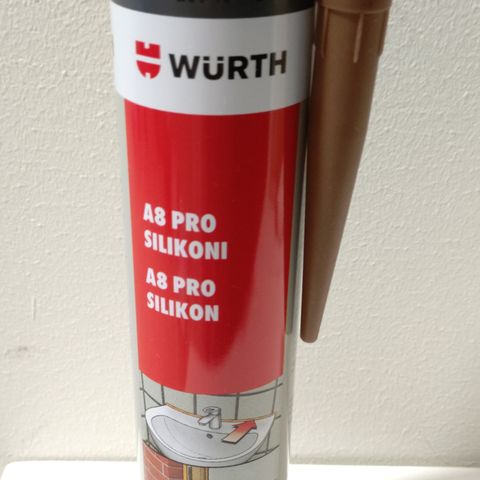 WÜRTH
A8 PRO
SILIKONI
A8 PRO
SILIKON